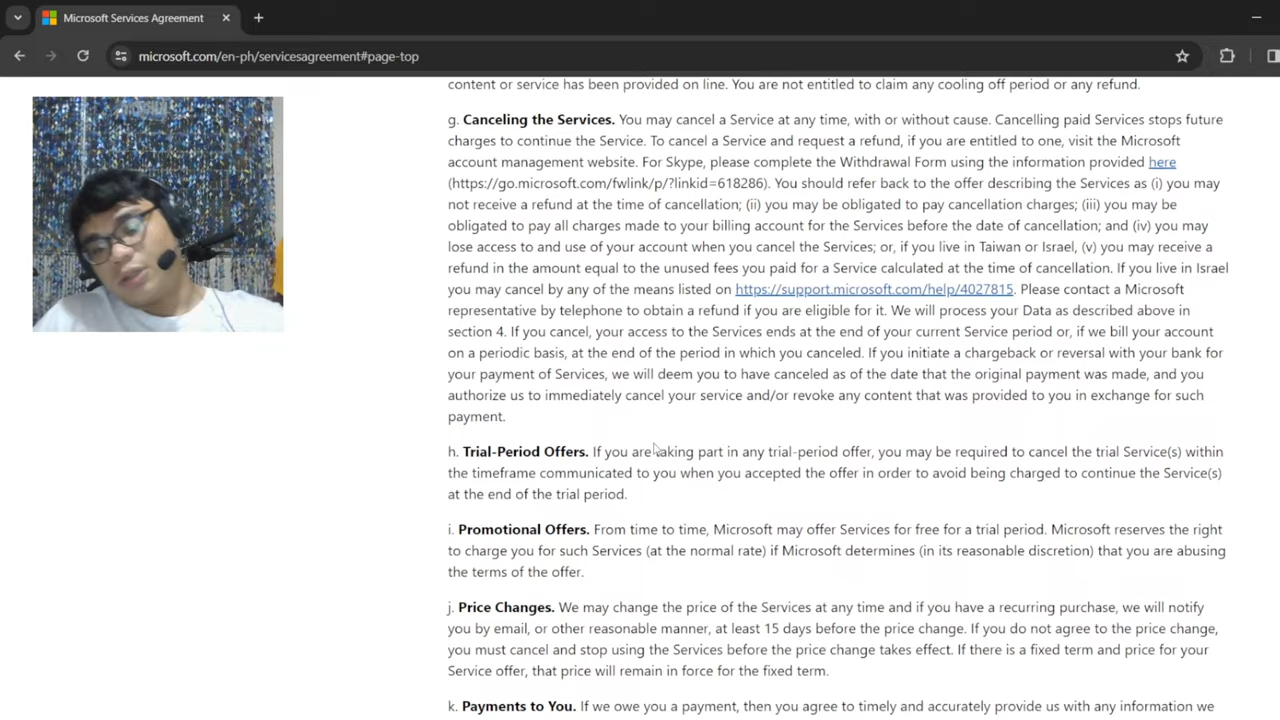 Microsoft Services Agreement
microsoft.com/en-ph/servicesagreement#page-top
content or service has been provided on line. You are not entitled to claim any cooling off period or any refund.
g. Canceling the Services. You may cancel a Service at any time, with or without cause. Cancelling paid Services stops future
charges to continue the Service. To cancel a Service and request a refund, if you are entitled to one, visit the Microsoft
account management website. For Skype, please complete the Withdrawal Form using the information provided here
(https://go.microsoft.com/fwlink/p/?linkid=618286). You should refer back to the offer describing the Services as (i) you may
not receive a refund at the time of cancellation; (ii) you may be obligated to pay cancellation charges; (iii) you may be
obligated to pay all charges made to your billing account for the Services before the date of cancellation; and (iv) you may
lose access to and use of your account when you cancel the Services; or, if you live in Taiwan or Israel, (v) you may receive a
refund in the amount equal to the unused fees you paid for a Service calculated at the time of cancellation. If you live in Israel
you may cancel by any of the means listed on https://support.microsoft.com/help/4027815. Please contact a Microsoft
representative by telephone to obtain a refund if you are eligible for it. We will process your Data as described above in
section 4. If you cancel, your access to the Services ends at the end of your current Service period or, if we bill your account
on a periodic basis, at the end of the period in which you canceled. If you initiate a chargeback or reversal with your bank for
your payment of Services, we will deem you to have canceled as of the date that the original payment was made, and you
authorize us to immediately cancel your service and/or revoke any content that was provided to you in exchange for such
payment.
h. Trial-Period Offers. If you are taking part in any trial-period offer, you may be required to cancel the trial Service(s) within
the timeframe communicated to you when you accepted the offer in order to avoid being charged to continue the Service(s)
at the end of the trial period.
i. Promotional Offers. From time to time, Microsoft may offer Services for free for a trial period. Microsoft reserves the right
to charge you for such Services (at the normal rate) if Microsoft determines (in its reasonable discretion) that you are abusing
the terms of the offer.
j. Price Changes. We may change the price of the Services at any time and if you have a recurring purchase, we will notify
you by email, or other reasonable manner, at least 15 days before the price change. If you do not agree to the price change,
you must cancel and stop using the Services before the price change takes effect. If there is a fixed term and price for your
Service offer, that price will remain in force for the fixed term.
k. Payments to You. If we owe you a payment, then you agree to timely and accurately provide us with any information we